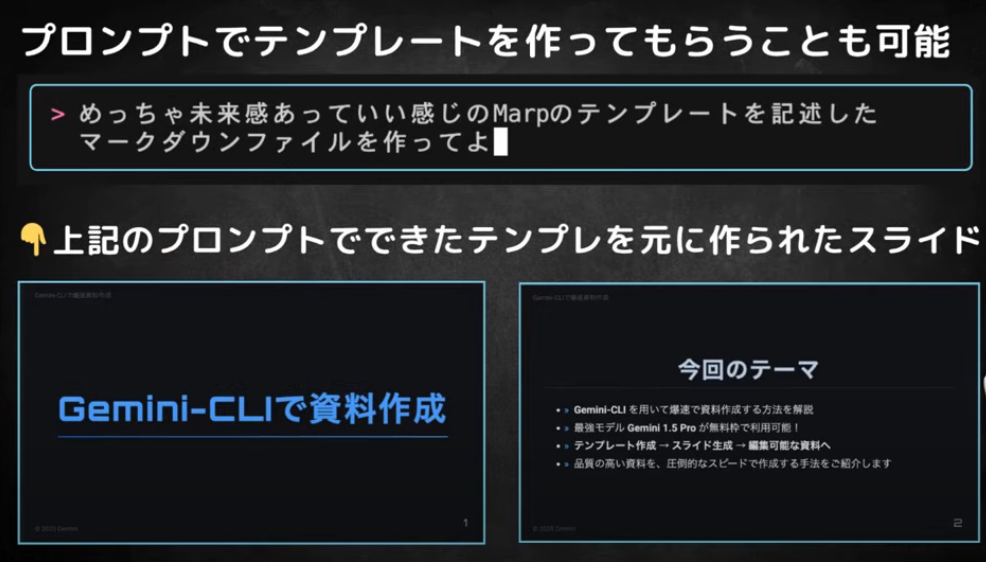 プロンプトでテンプレートを作ってもらうことも可能
> めっちゃ未来感あっていい感じのMarpのテンプレートを記述した
マークダウンファイルを作ってよ
👇上記のプロンプトでできたテンプレを元に作られたスライド
Gemini-CLIで爆速資料作成
Gemini-CLIで資料作成
© 2025 Gemini
1
Gemini-CLIで爆速資料作成
今回のテーマ
• » Gemini-CLI を用いて爆速で資料作成する方法を解説
• » 最強モデル Gemini 1.5 Pro が無料枠で利用可能！
• » テンプレート作成 → スライド生成 → 編集可能な資料へ
• » 品質の高い資料を、圧倒的なスピードで作成する手法をご紹介します
© 2025 Gemini
2